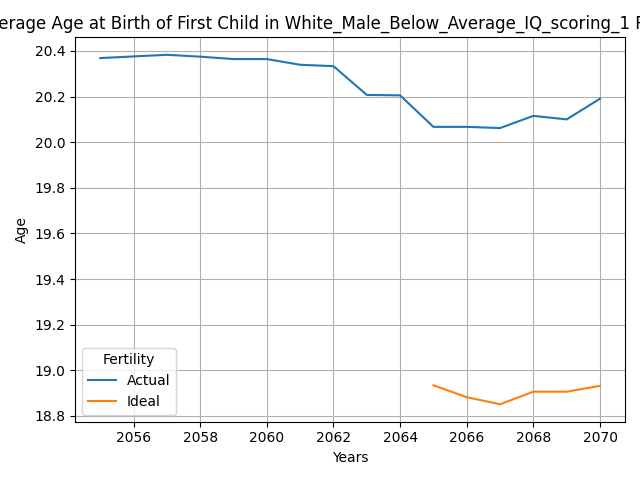 erage Age at Birth of First Child in White_Male_Below_Average_IQ_scoring_1
20.4
20.2
20.0
19.8
19.6
19.4
19.2
19.0
18.8
Age
Fertility
Actual
Ideal
2056 2058 2060 2062 2064 2066 2068 2070
Years